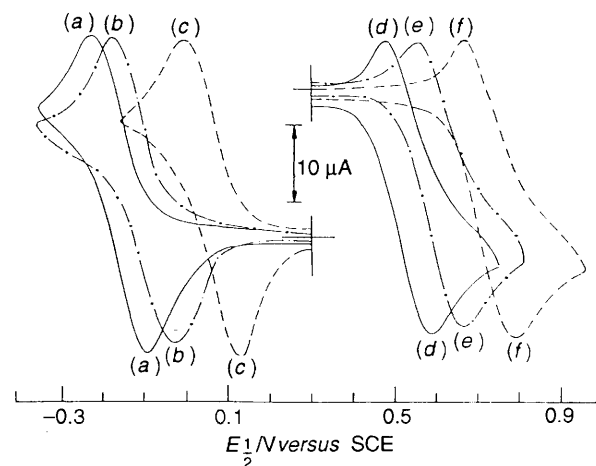 (a) (b) (c) (d) (e) (f)
10 μA
(a) (b) (c) (d) (e) (f)
−0.3 0.1 0.5 0.9
E½/V versus SCE